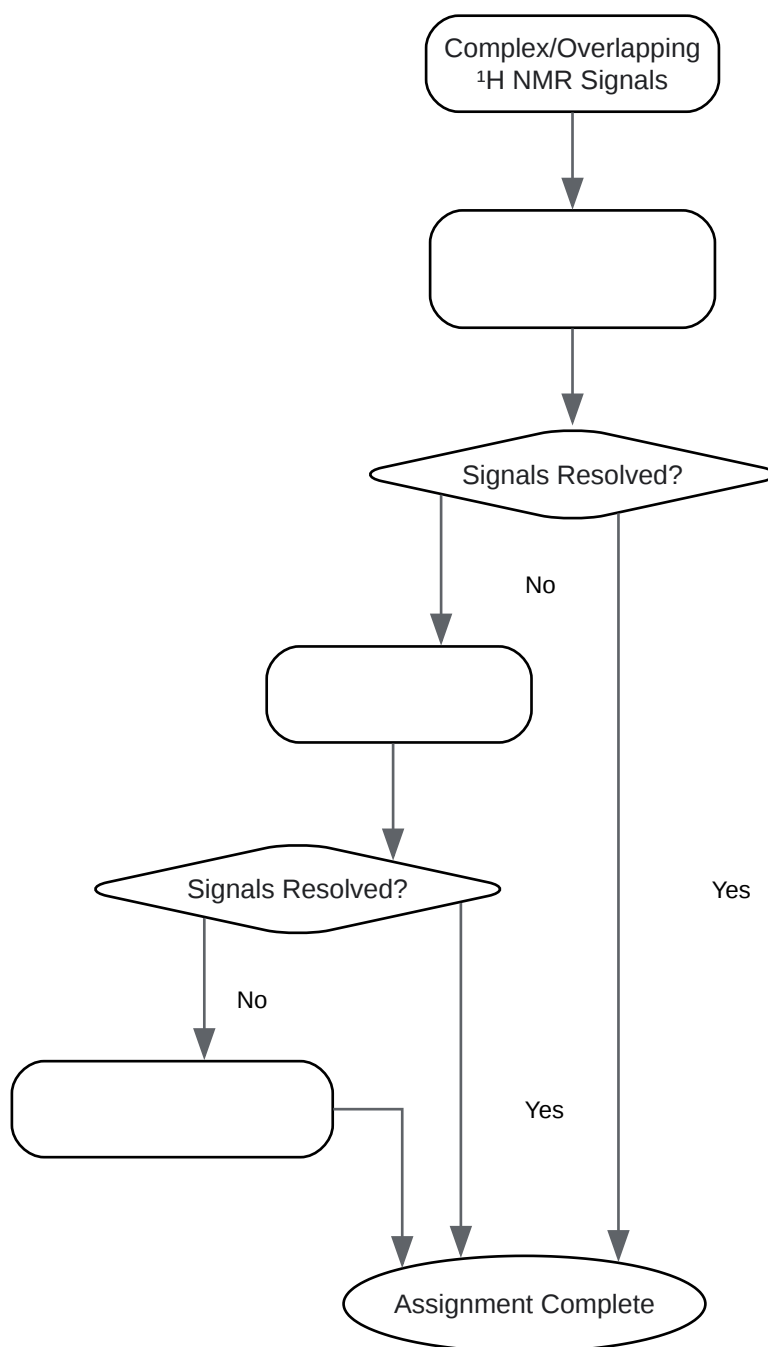 Complex/Overlapping
¹H NMR Signals
Signals Resolved?
No
Signals Resolved?
Yes
No
Yes
Assignment Complete